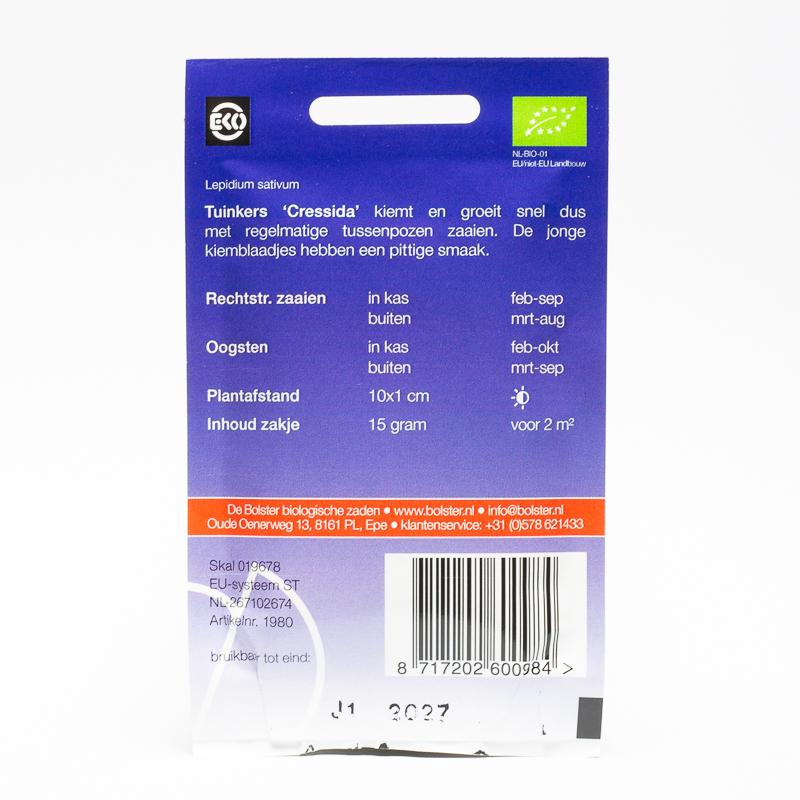 EKO
NL-BIO-01
EU/niet-EU Landbouw
Lepidium sativum
Tuinkers ‘Cressida’ kiemt en groeit snel dus
met regelmatige tussenpozen zaaien. De jonge
kiemblaadjes hebben een pittige smaak.
Rechtstr. zaaien in kas feb-sep
buiten mrt-aug
Oogsten in kas feb-okt
buiten mrt-sep
Plantafstand 10x1 cm
Inhoud zakje 15 gram voor 2 m²
De Bolster biologische zaden • www.bolster.nl • info@bolster.nl
Oude Oenerweg 13, 8161 PL, Epe • klantenservice: +31 (0)578 621433
Skal 019678
EU-systeem ST
NL-267102674
Artikelnr. 1980
bruikbaar tot eind:
8 717202 600984 >
J1 2027